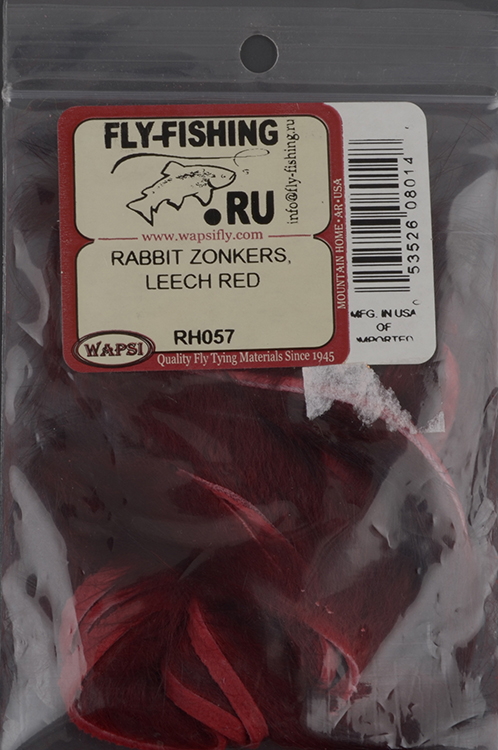 FLY-FISHING
.RU
info@fly-fishing.ru
www.wapsifly.com
RABBIT ZONKERS,
LEECH RED
RH057
WAPSI
Quality Fly Tying Materials Since 1945
MOUNTAIN HOME · AR · USA
53526 08014
MFG. IN USA
OF
IMPORTED